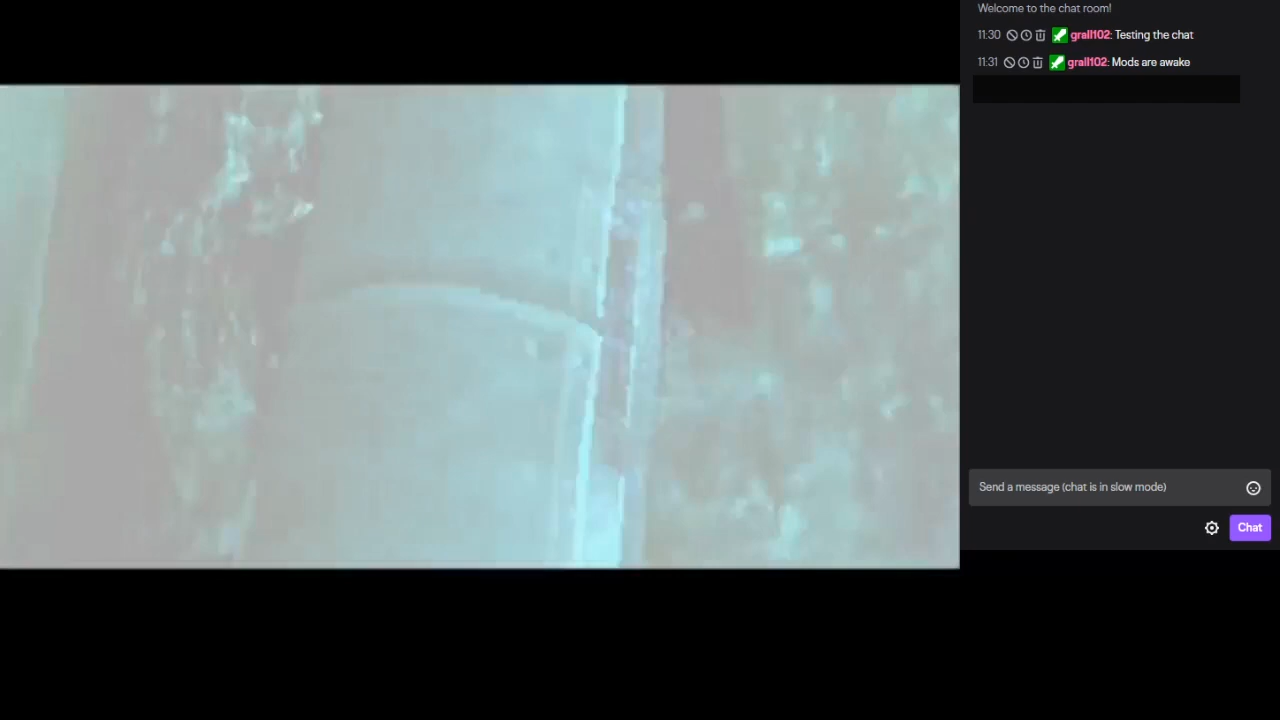 Welcome to the chat room!
11:30 grall102: Testing the chat
11:31 grall102: Mods are awake
Send a message (chat is in slow mode)
Chat